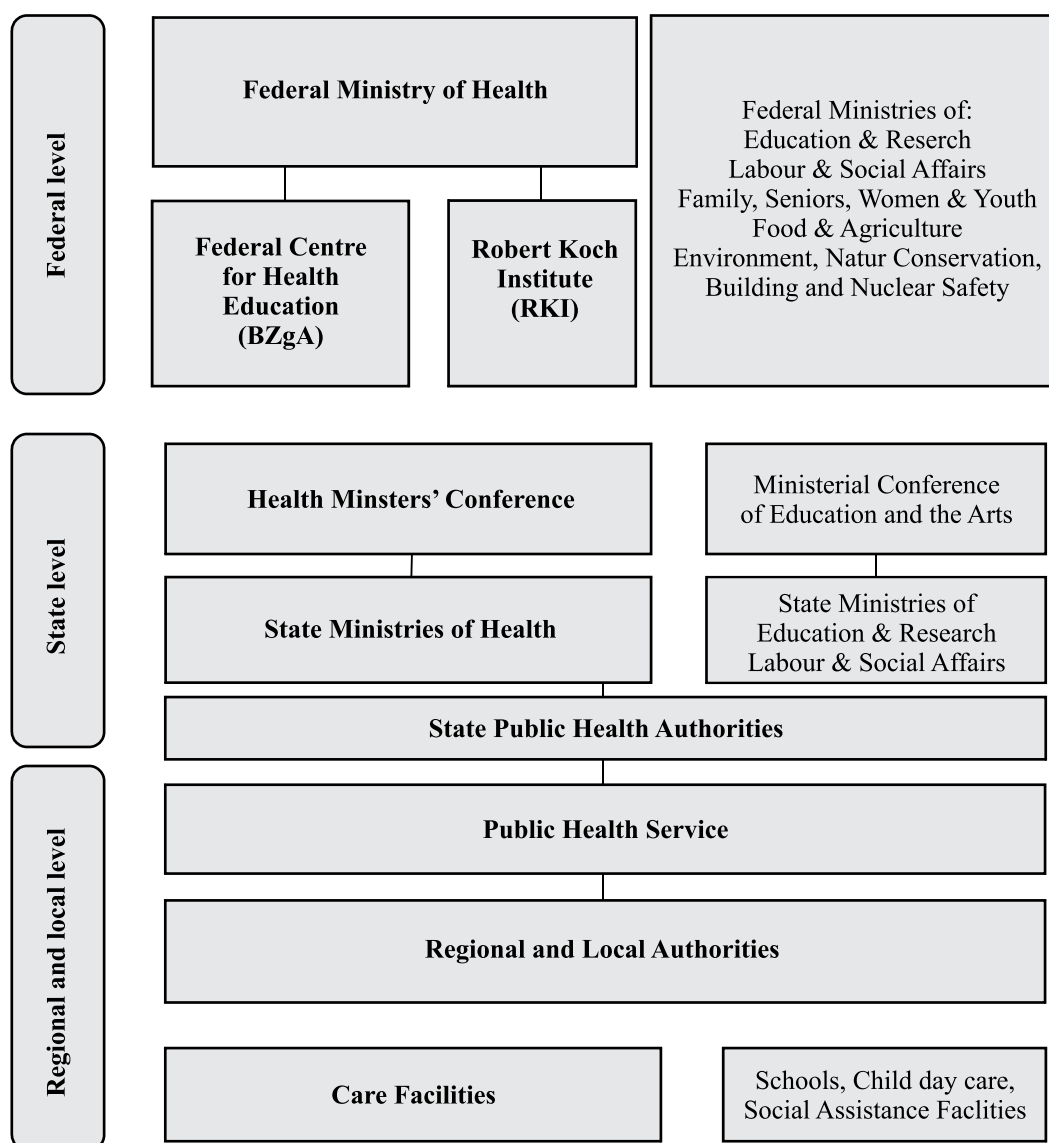 Federal level
Federal Ministry of Health
Federal Centre
for Health
Education
(BZgA)
Robert Koch
Institute
(RKI)
Federal Ministries of:
Education & Reserch
Labour & Social Affairs
Family, Seniors, Women & Youth
Food & Agriculture
Environment, Natur Conservation,
Building and Nuclear Safety
State level
Health Minsters’ Conference
Ministerial Conference
of Education and the Arts
State Ministries of Health
State Ministries of
Education & Research
Labour & Social Affairs
State Public Health Authorities
Regional and local level
Public Health Service
Regional and Local Authorities
Care Facilities
Schools, Child day care,
Social Assistance Faclities